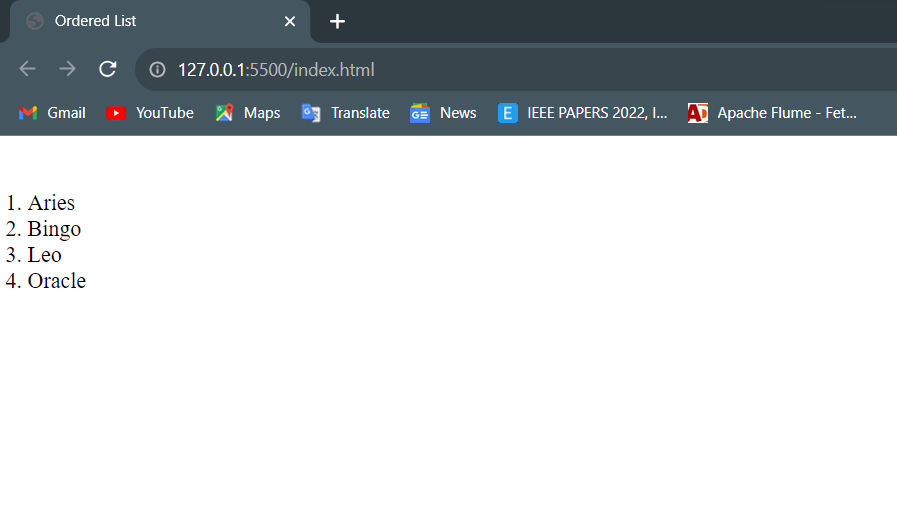 Ordered List
127.0.0.1:5500/index.html
Gmail YouTube Maps Translate News IEEE PAPERS 2022, I... Apache Flume - Fet...
1. Aries
2. Bingo
3. Leo
4. Oracle